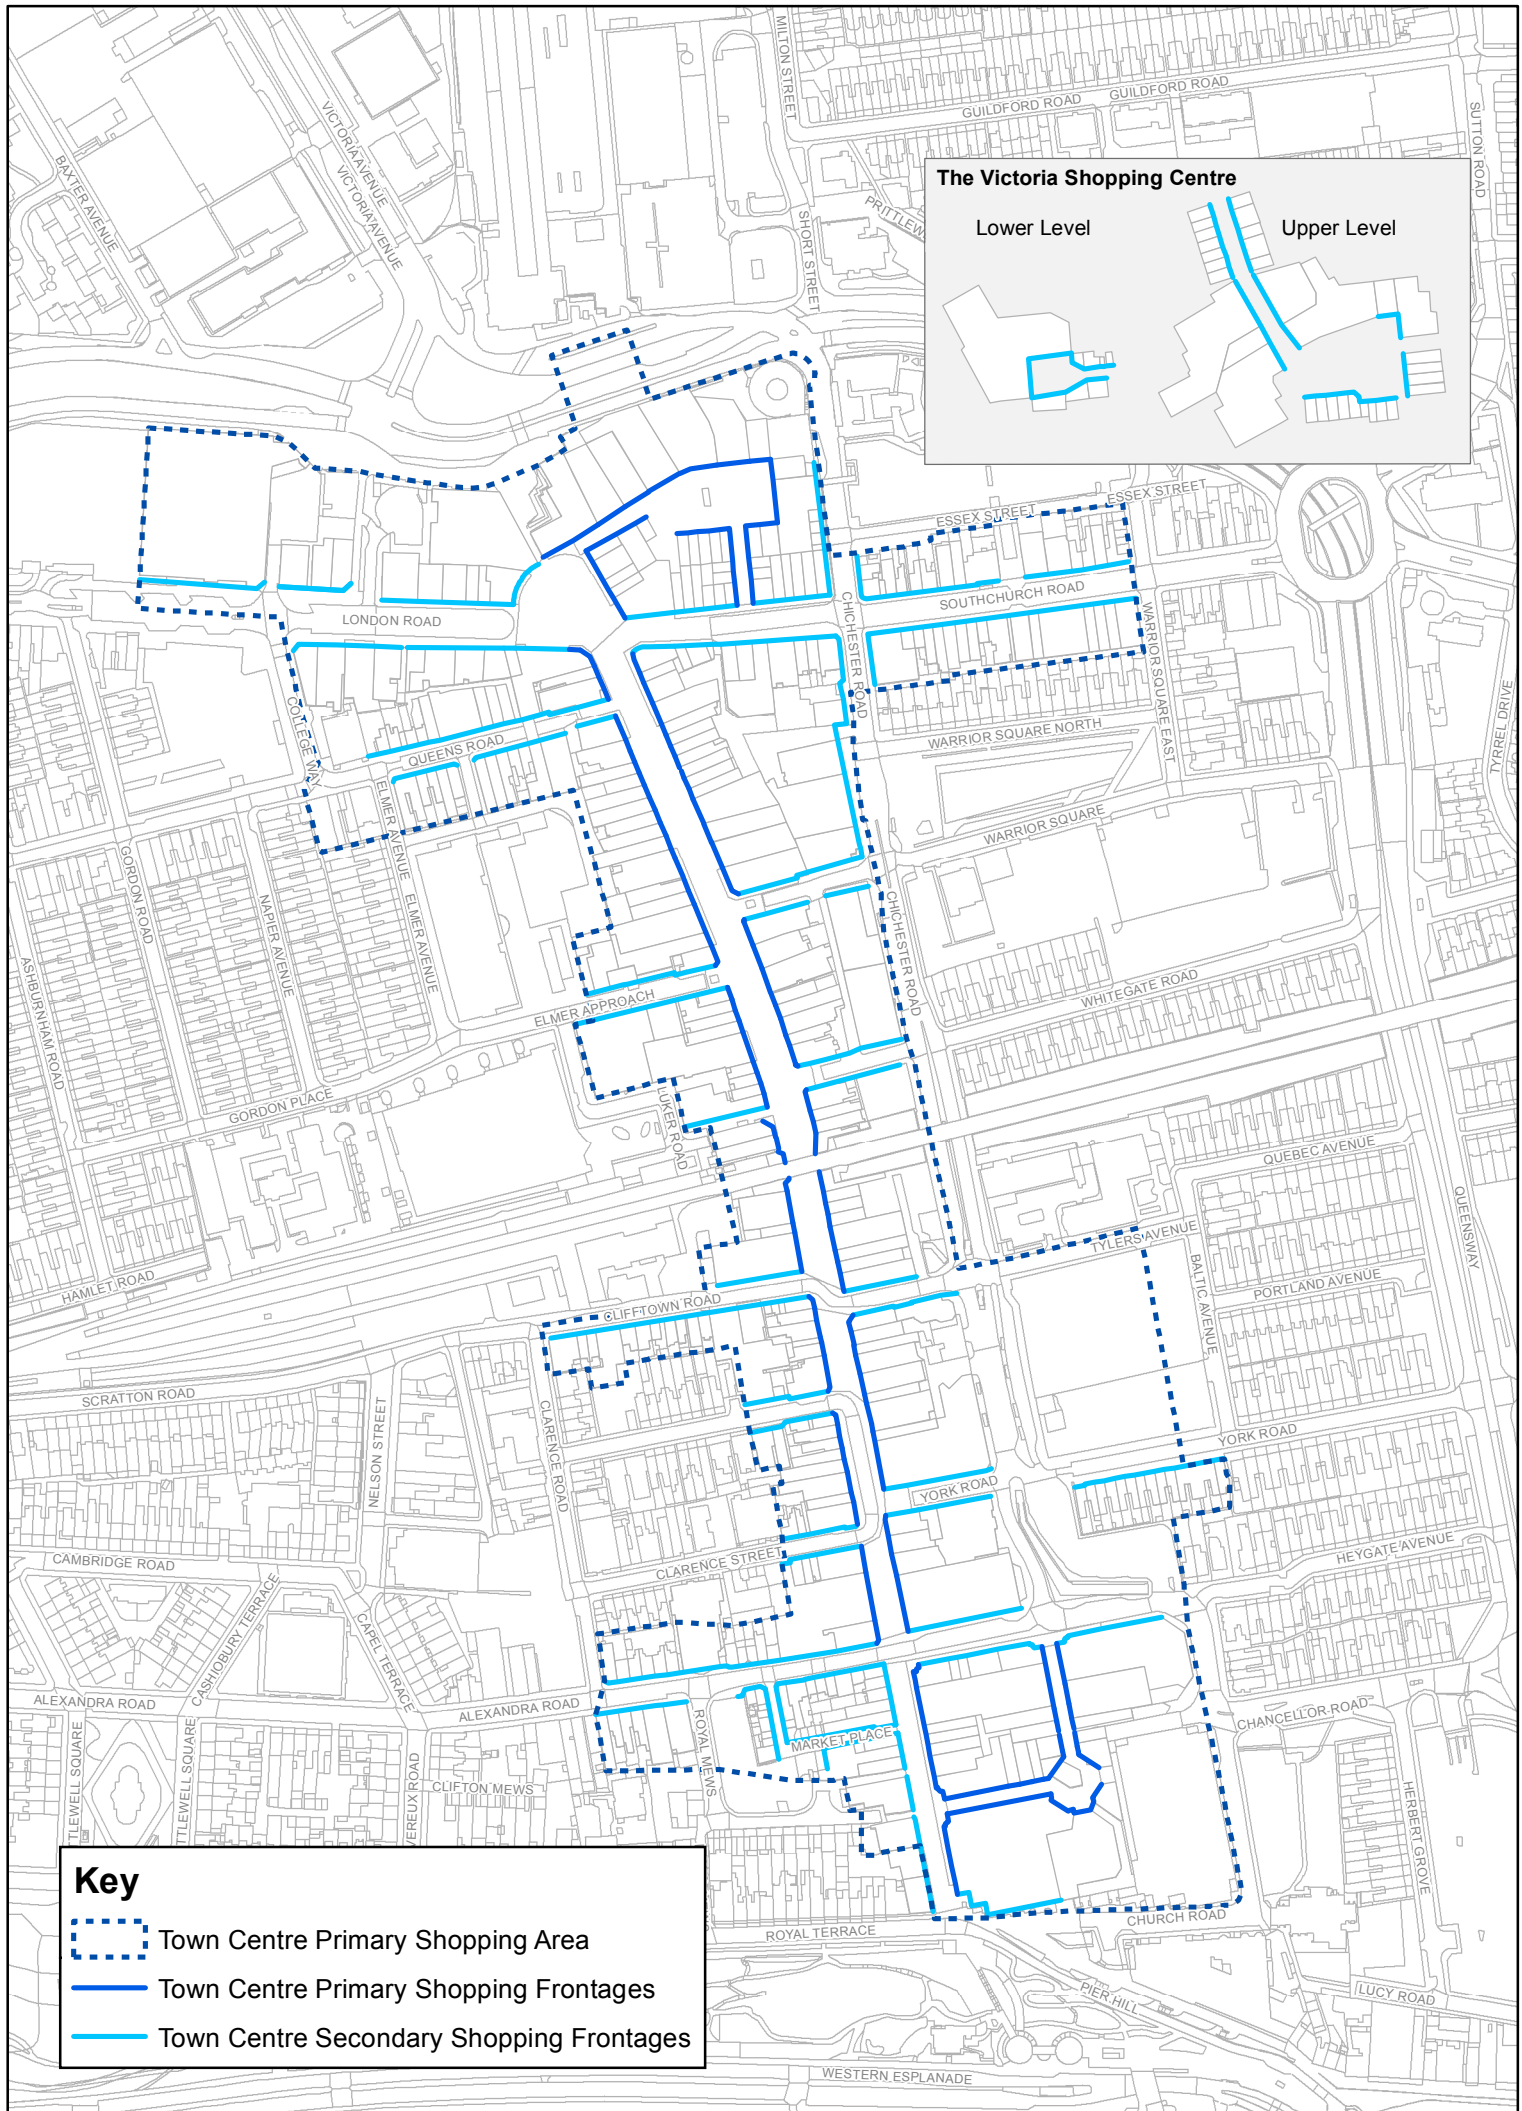 MILTON STREET
GUILDFORD ROAD
GUILDFORD ROAD
SUTTON ROAD
VICTORIA AVENUE
VICTORIA AVENUE
BAXTER AVENUE
SHORT STREET
PRITTLEW
The Victoria Shopping Centre
Lower Level
Upper Level
ESSEX STREET
ESSEX STREET
SOUTHCHURCH ROAD
LONDON ROAD
CHICHESTER ROAD
WARRIOR SQUARE EAST
COLLEGE WAY
QUEENS ROAD
WARRIOR SQUARE NORTH
TYRREL DRIVE
ELMER AVENUE
ELMER AVENUE
WARRIOR SQUARE
GORDON ROAD
NAPIER AVENUE
CHICHESTER ROAD
ASHBURNHAM ROAD
WHITEGATE ROAD
ELMER APPROACH
GORDON PLACE
LUKER ROAD
QUEBEC AVENUE
QUEENSWAY
TYLERS AVENUE
BALTIC AVENUE
PORTLAND AVENUE
HAMLET ROAD
CLIFFTOWN ROAD
SCRATTON ROAD
NELSON STREET
CLARENCE ROAD
YORK ROAD
YORK ROAD
CAMBRIDGE ROAD
CLARENCE STREET
HEYGATE AVENUE
CASHIOBURY TERRACE
CAPEL TERRACE
ALEXANDRA ROAD
ALEXANDRA ROAD
ROYAL MEWS
MARKET PLACE
CHANCELLOR ROAD
TLEWELL SQUARE
TLEWELL SQUARE
VEREUX ROAD
CLIFTON MEWS
HERBERT GROVE
Key
Town Centre Primary Shopping Area
Town Centre Primary Shopping Frontages
Town Centre Secondary Shopping Frontages
ROYAL TERRACE
CHURCH ROAD
PIER HILL
LUCY ROAD
WESTERN ESPLANADE